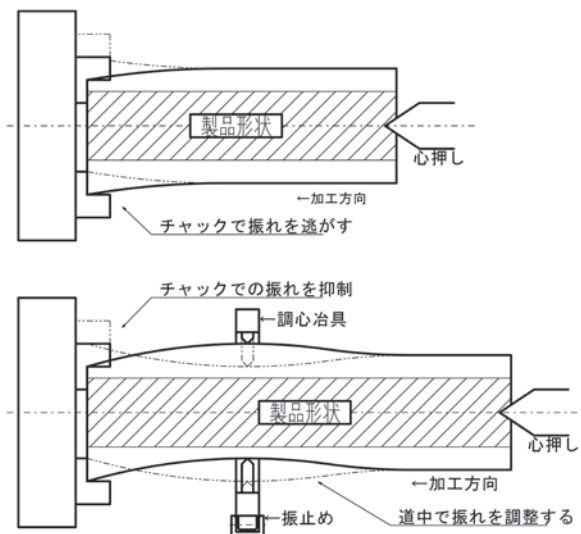 製品形状
心押し
←加工方向
チャックで振れを逃がす
チャックでの振れを抑制
←調心冶具
製品形状
心押し
←加工方向
←振止め
道中で振れを調整する